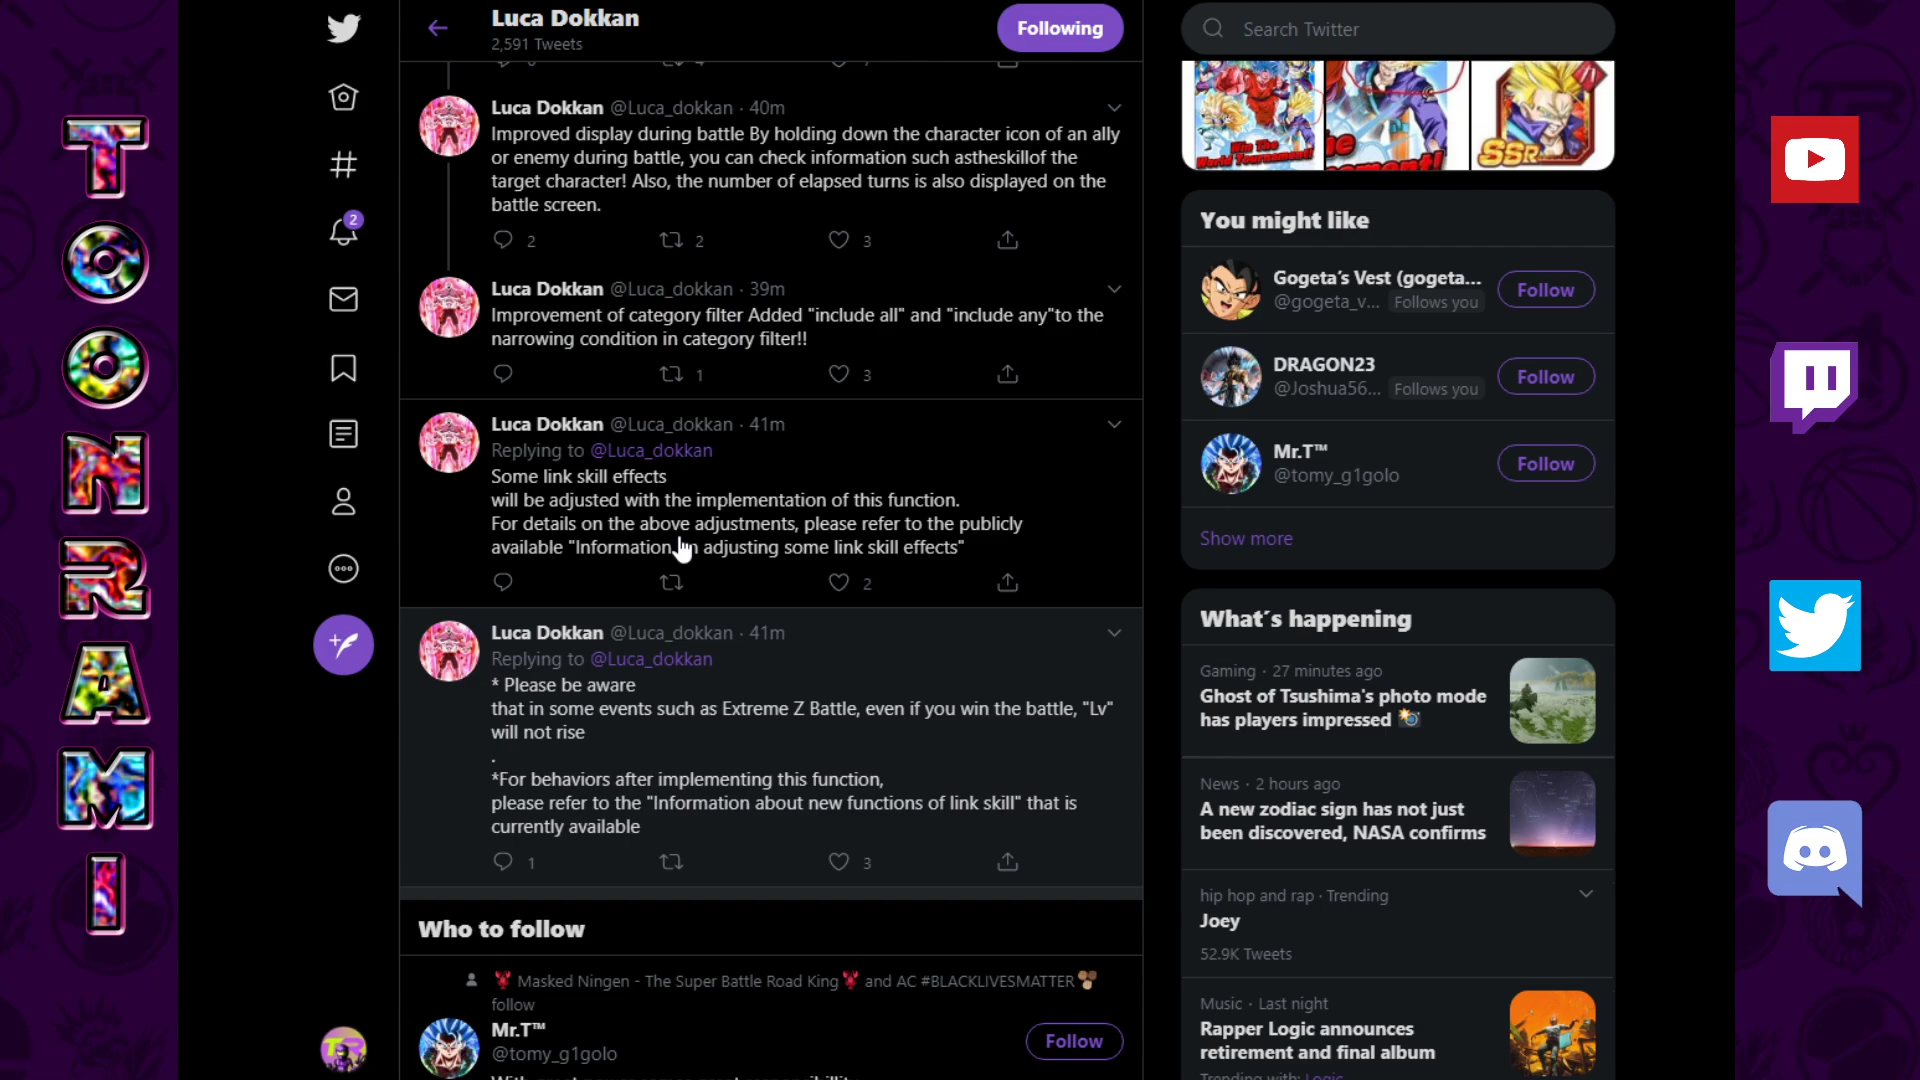 TOONRAMI
Luca Dokkan
2,591 Tweets
Following
Luca Dokkan @Luca_dokkan · 40m
Improved display during battle By holding down the character icon of an ally
or enemy during battle, you can check information such astheskillof the
target character! Also, the number of elapsed turns is also displayed on the
battle screen.
2 2 3
Luca Dokkan @Luca_dokkan · 39m
Improvement of category filter Added "include all" and "include any"to the
narrowing condition in category filter!!
1 3
Luca Dokkan @Luca_dokkan · 41m
Replying to @Luca_dokkan
Some link skill effects
will be adjusted with the implementation of this function.
For details on the above adjustments, please refer to the publicly
available "Information adjusting some link skill effects"
2
Luca Dokkan @Luca_dokkan · 41m
Replying to @Luca_dokkan
* Please be aware
that in some events such as Extreme Z Battle, even if you win the battle, "Lv"
will not rise
.
*For behaviors after implementing this function,
please refer to the "Information about new functions of link skill" that is
currently available
1 3
Who to follow
Masked Ningen - The Super Battle Road King and AC #BLACKLIVESMATTER
follow
Mr.T™
@tomy_g1golo
Follow
2
Search Twitter
Win The
World Tournament!
SSR
You might like
Gogeta's Vest (gogeta...
@gogeta_v... Follows you
Follow
DRAGON23
@Joshua56... Follows you
Follow
Mr.T™
@tomy_g1golo
Follow
Show more
What's happening
Gaming · 27 minutes ago
Ghost of Tsushima's photo mode
has players impressed
News · 2 hours ago
A new zodiac sign has not just
been discovered, NASA confirms
hip hop and rap · Trending
Joey
52.9K Tweets
Music · Last night
Rapper Logic announces
retirement and final album
Trending with: Logic